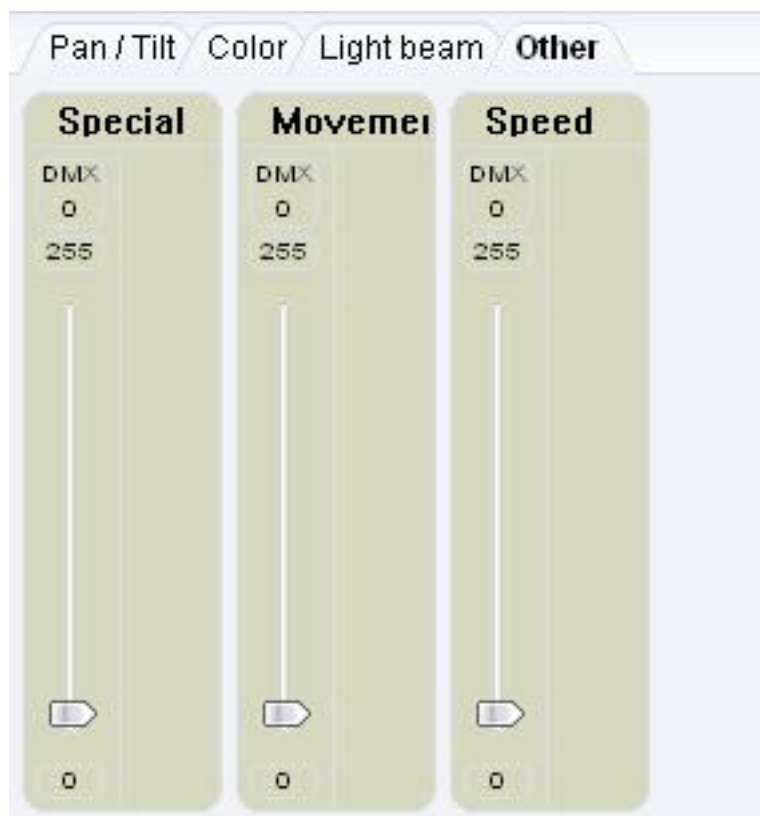 Pan / Tilt Color Light beam Other
Special Movemer Speed
DMX DMX DMX
0 0 0
255 255 255
0 0 0